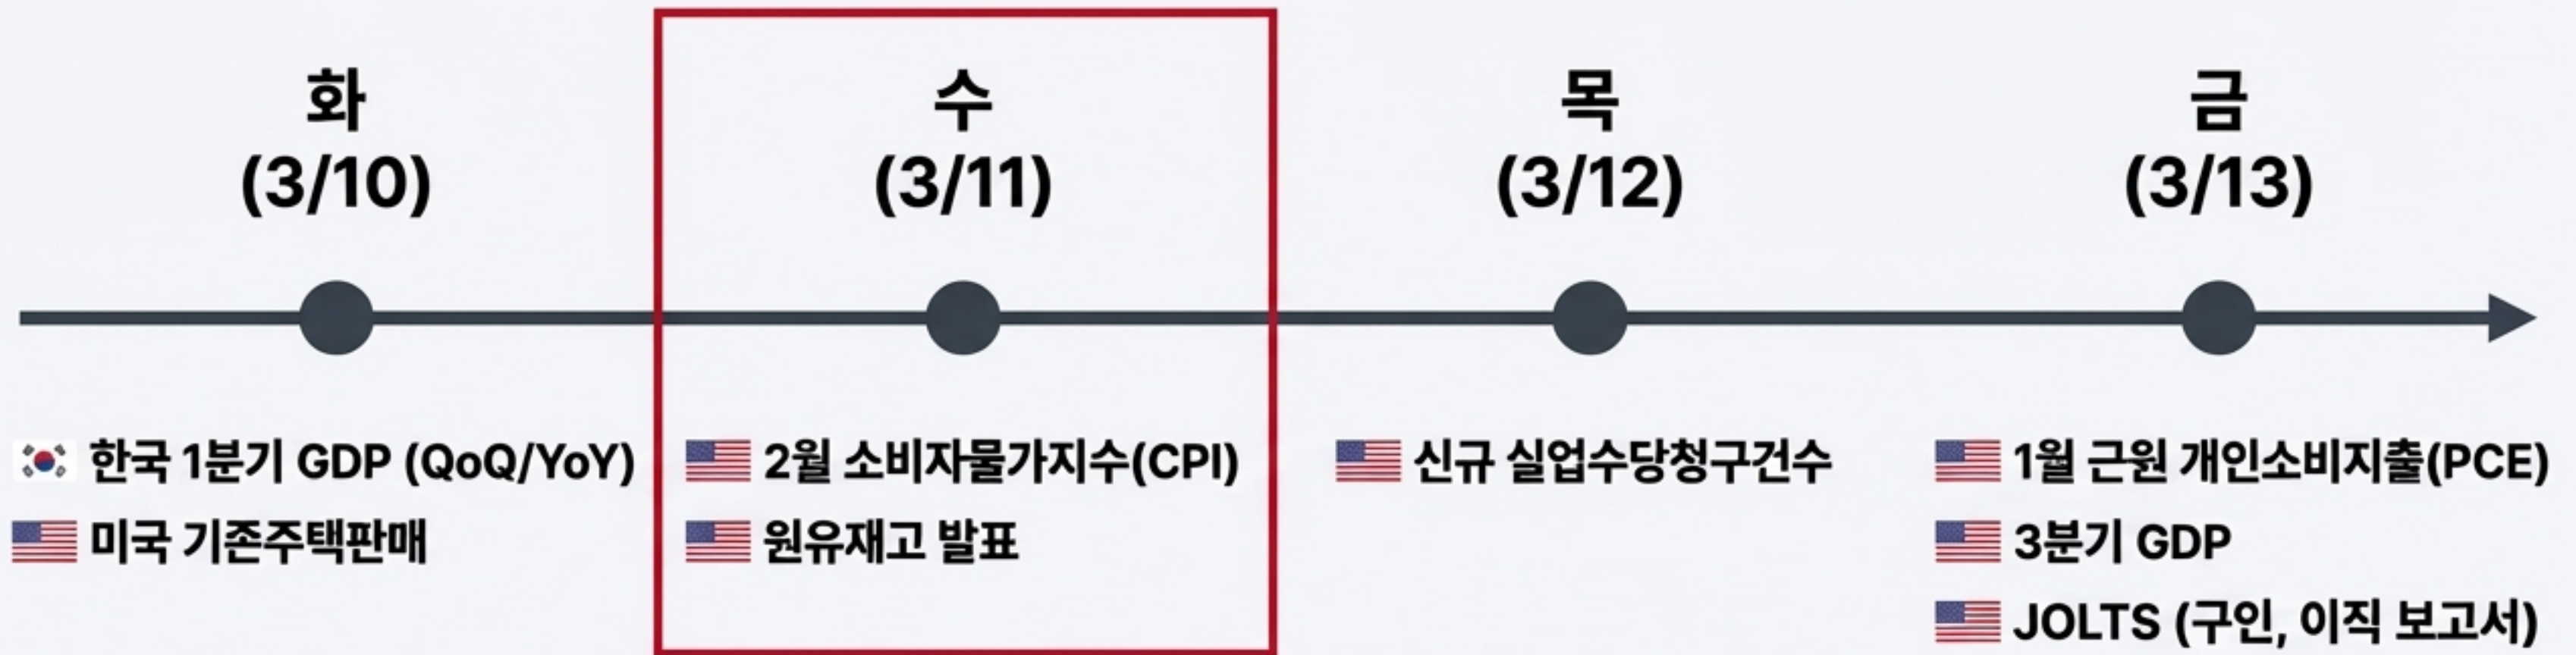 화
(3/10)
수
(3/11)
목
(3/12)
금
(3/13)
한국 1분기 GDP (QoQ/YoY)
미국 기존주택판매
2월 소비자물가지수(CPI)
원유재고 발표
신규 실업수당청구건수
1월 근원 개인소비지출(PCE)
3분기 GDP
JOLTS (구인, 이직 보고서)